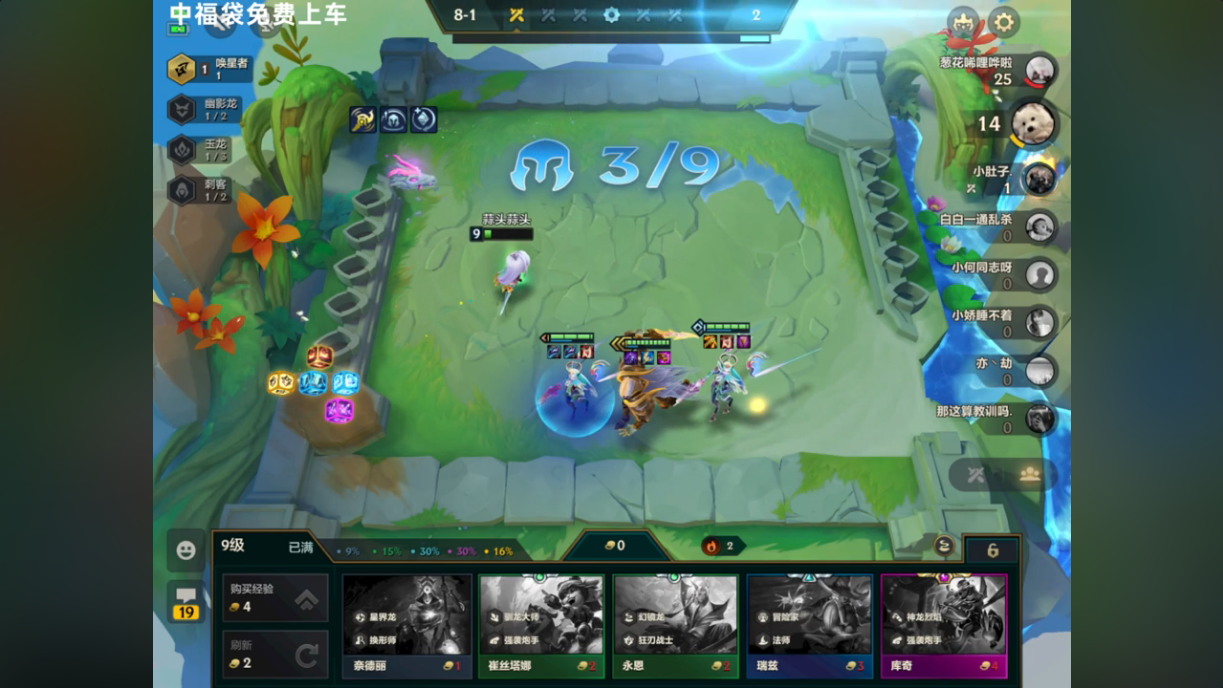 中福袋免费上车
8-1
2
1 唤星者
1
幽影龙
1/2
玉龙
1/3
刺客
1/2
3/9
蒜头蒜头
9
葱花唏哩哗啦
25
14
小肚子.
1
白白一通乱杀
0
小何同志呀
0
小娇睡不着
0
亦丶劫
0
那这算教训吗.
0
19
9级
已满
9%
15%
30%
30%
16%
0
2
6
购买经验
4
刷新
2
星界龙
换形师
奈德丽
1
驯龙大师
强袭炮手
崔丝塔娜
2
幻镜龙
狂刃战士
永恩
2
冒险家
法师
瑞兹
3
神龙烈焰
强袭炮手
库奇
4